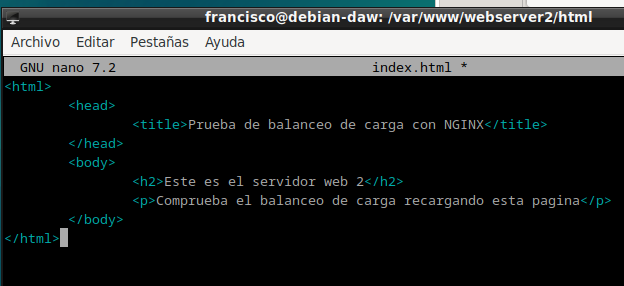 francisco@debian-daw: /var/www/webserver2/html
Archivo Editar Pestañas Ayuda
GNU nano 7.2 index.html *
<html>
<head>
<title>Prueba de balanceo de carga con NGINX</title>
</head>
<body>
<h2>Este es el servidor web 2</h2>
<p>Comprueba el balanceo de carga recargando esta pagina</p>
</body>
</html>